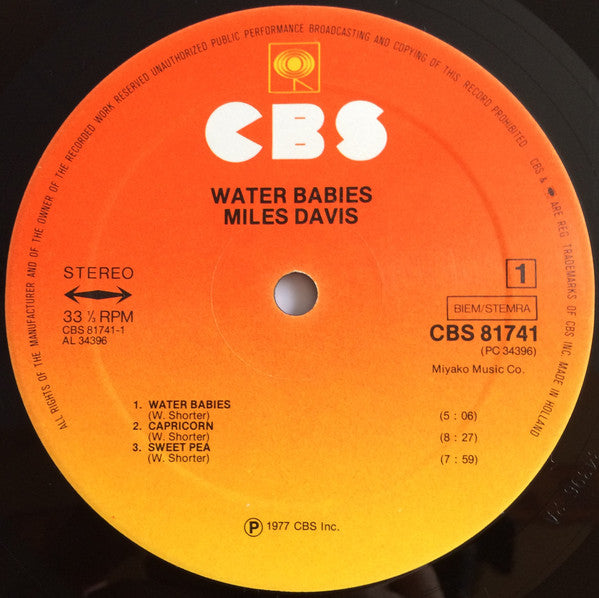 ALL RIGHTS OF THE MANUFACTURER AND OF THE OWNER OF THE RECORDED WORK RESERVED UNAUTHORIZED PUBLIC PERFORMANCE BROADCASTING AND COPYING OF THIS RECORD PROHIBITED CBS & ARE REG TRADEMARKS OF CBS INC. MADE IN HOLLAND
CBS
WATER BABIES
MILES DAVIS
STEREO
33 ⅓ RPM
CBS 81741-1
AL 34396
1
BIEM/STEMRA
CBS 81741
(PC 34396)
Miyako Music Co.
1. WATER BABIES (5 : 06)
(W. Shorter)
2. CAPRICORN (8 : 27)
(W. Shorter)
3. SWEET PEA (7 : 59)
(W. Shorter)
Ⓟ 1977 CBS Inc.